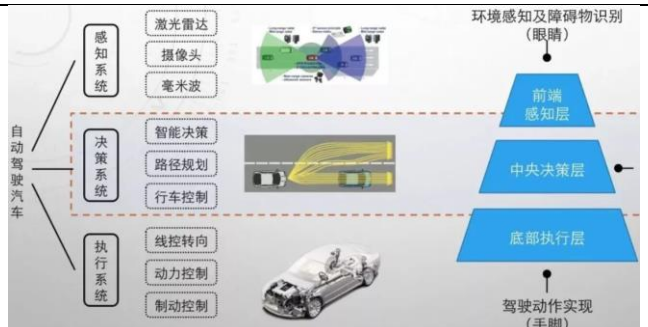 自动驾驶汽车
感知系统
激光雷达
摄像头
毫米波
决策系统
智能决策
路径规划
行车控制
执行系统
线控转向
动力控制
制动控制
环境感知及障碍物识别
（眼睛）
前端
感知层
中央决策层
底部执行层
驾驶动作实现
（手脚）